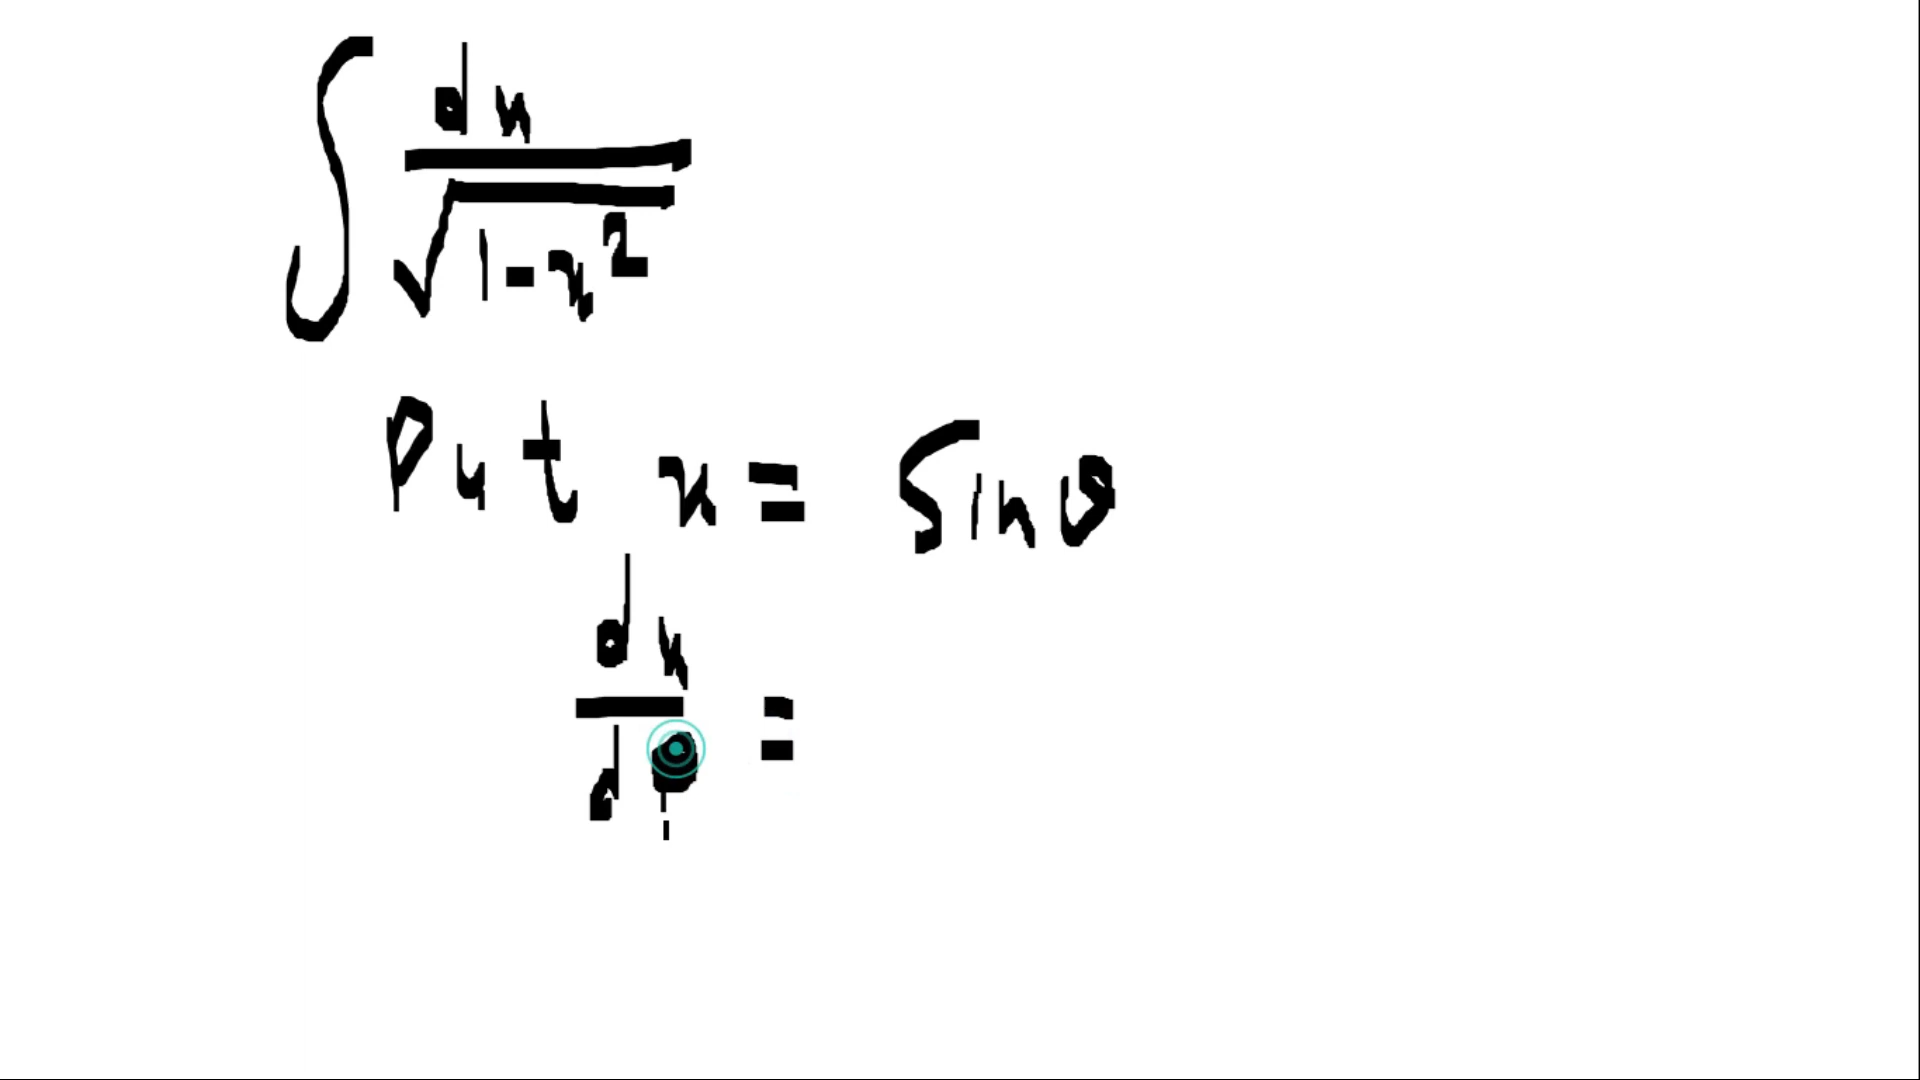 ∫ dx / √(1-x²)
Put x = Sinθ
dx / dθ =